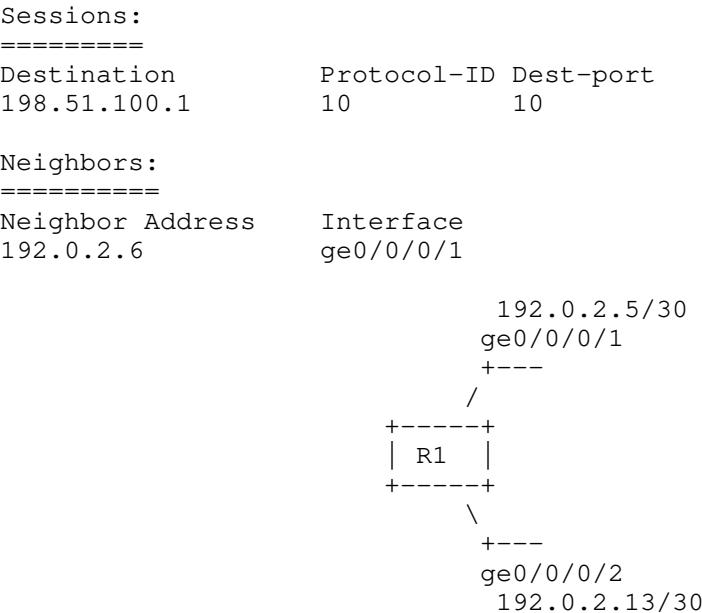 Sessions:
=========
Destination          Protocol-ID Dest-port
198.51.100.1         10          10

Neighbors:
==========
Neighbor Address     Interface
192.0.2.6            ge0/0/0/1

                                192.0.2.5/30
                               ge0/0/0/1
                               +---
                              /
                         +-----+
                         | R1  |
                         +-----+
                              \
                               +---
                               ge0/0/0/2
                                192.0.2.13/30